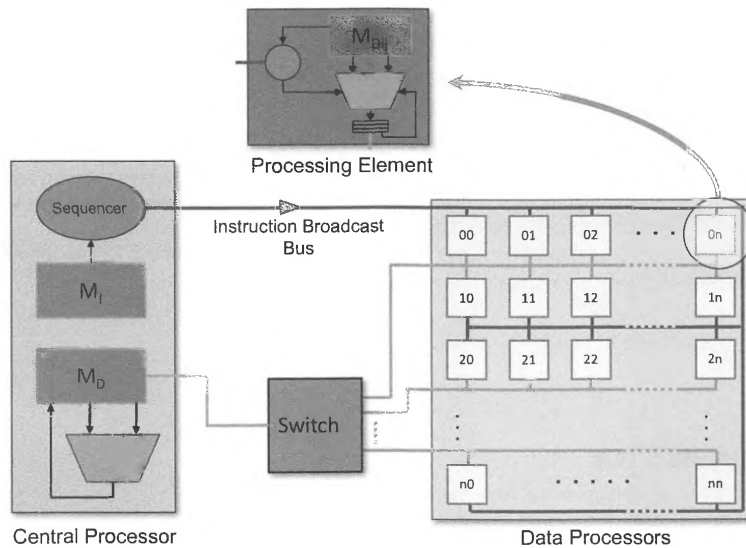 M_Dij
Processing Element
Sequencer
Instruction Broadcast
Bus
M_I
M_D
Switch
00 01 02 0n
10 11 12 1n
20 21 22 2n
n0 nn
Central Processor
Data Processors